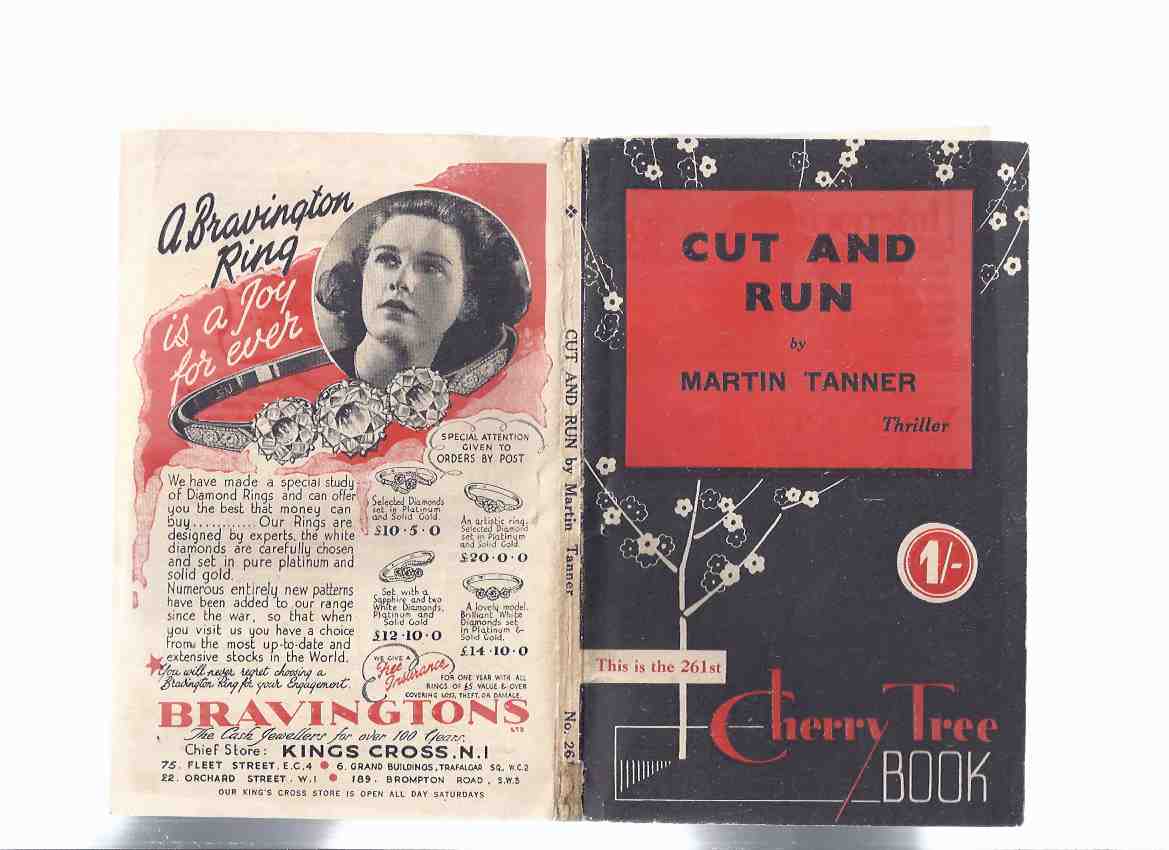 A Bravington
Ring
is a Joy
for ever
SPECIAL ATTENTION
GIVEN TO
ORDERS BY POST
We have made a special study
of Diamond Rings and can offer
you the best that money can
buy............Our Rings are
designed by experts, the white
diamonds are carefully chosen
and set in pure platinum and
solid gold.
Numerous entirely new patterns
have been added to our range
since the war, so that when
you visit us you have a choice
from the most up-to-date and
extensive stocks in the World.
You will never regret choosing a
Bravington Ring for your Engagement.
Selected Diamonds
set in Platinum
and Solid Gold.
£10·5·0
An artistic ring.
Selected Diamond
set in Platinum
and Solid Gold.
£20·0·0
Set with a
Sapphire and two
White Diamonds,
Platinum and
Solid Gold
£12·10·0
A lovely model.
Brilliant White
Diamonds set
in Platinum &
Solid Gold.
£14·10·0
WE GIVE A
Free
Insurance
FOR ONE YEAR WITH ALL
RINGS OF £5 VALUE & OVER
COVERING LOSS, THEFT, OR DAMAGE.
BRAVINGTONS LTD
The Cash Jewellers for over 100 Years.
Chief Store: KINGS CROSS. N.1
75. FLEET STREET. E.C.4 • 6. GRAND BUILDINGS, TRAFALGAR SQ. W.C.2
22. ORCHARD STREET. W.1 • 189. BROMPTON ROAD, S.W.3
OUR KING'S CROSS STORE IS OPEN ALL DAY SATURDAYS
CUT AND RUN by Martin Tanner
No. 26
CUT AND
RUN
by
MARTIN TANNER
Thriller
1/-
This is the 261st
Cherry Tree
BOOK